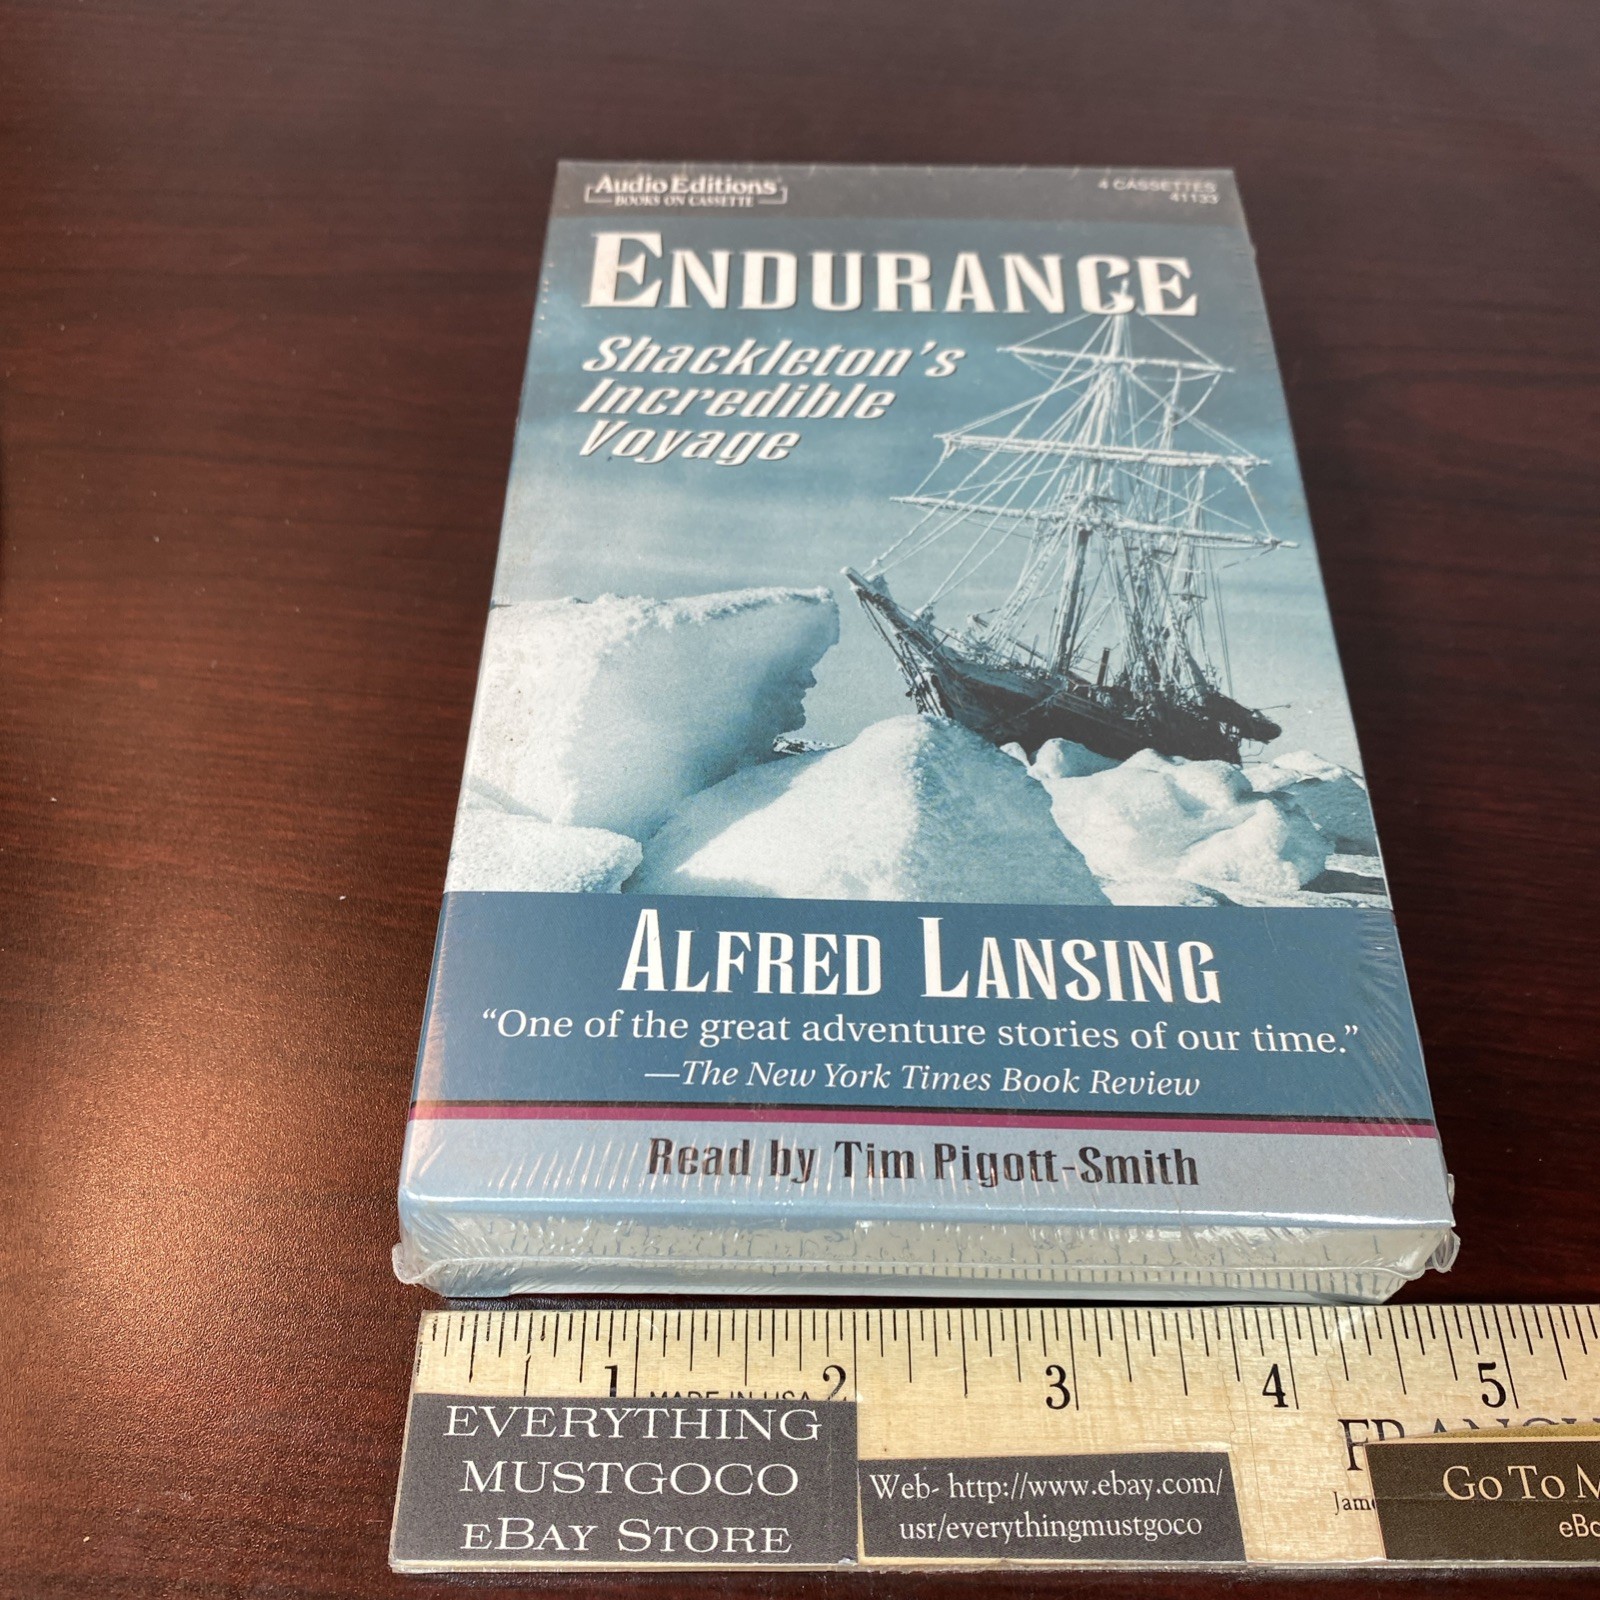 Audio Editions
BOOKS ON CASSETTE
4 CASSETTES
41133
ENDURANCE
Shackleton's
Incredible
Voyage
ALFRED LANSING
“One of the great adventure stories of our time.”
—The New York Times Book Review
Read by Tim Pigott-Smith
1 2 3 4 5
MADE IN USA
EVERYTHING
MUSTGOCO
EBAY STORE
Web- http://www.ebay.com/
usr/everythingmustgoco
Go To